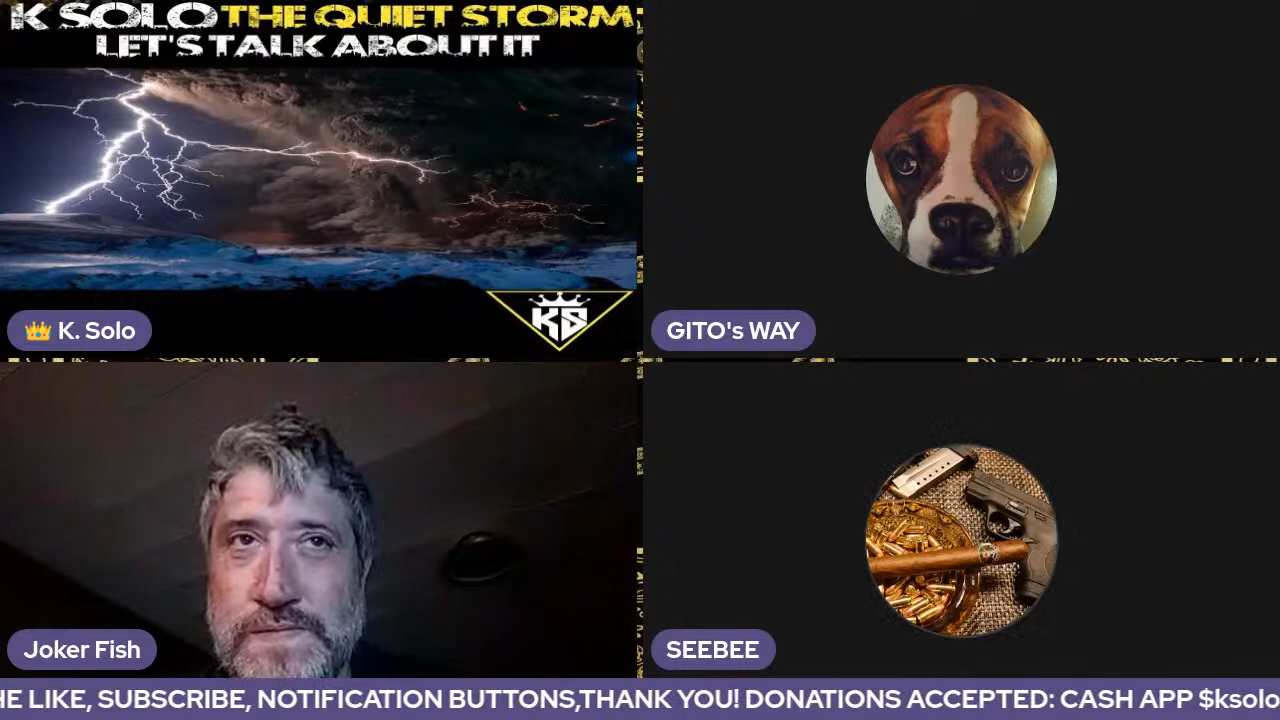 K SOLO THE QUIET STORM
LET'S TALK ABOUT IT
KS
👑 K. Solo
GITO's WAY
Joker Fish
SEEBEE
HE LIKE, SUBSCRIBE, NOTIFICATION BUTTONS,THANK YOU! DONATIONS ACCEPTED: CASH APP $ksolo